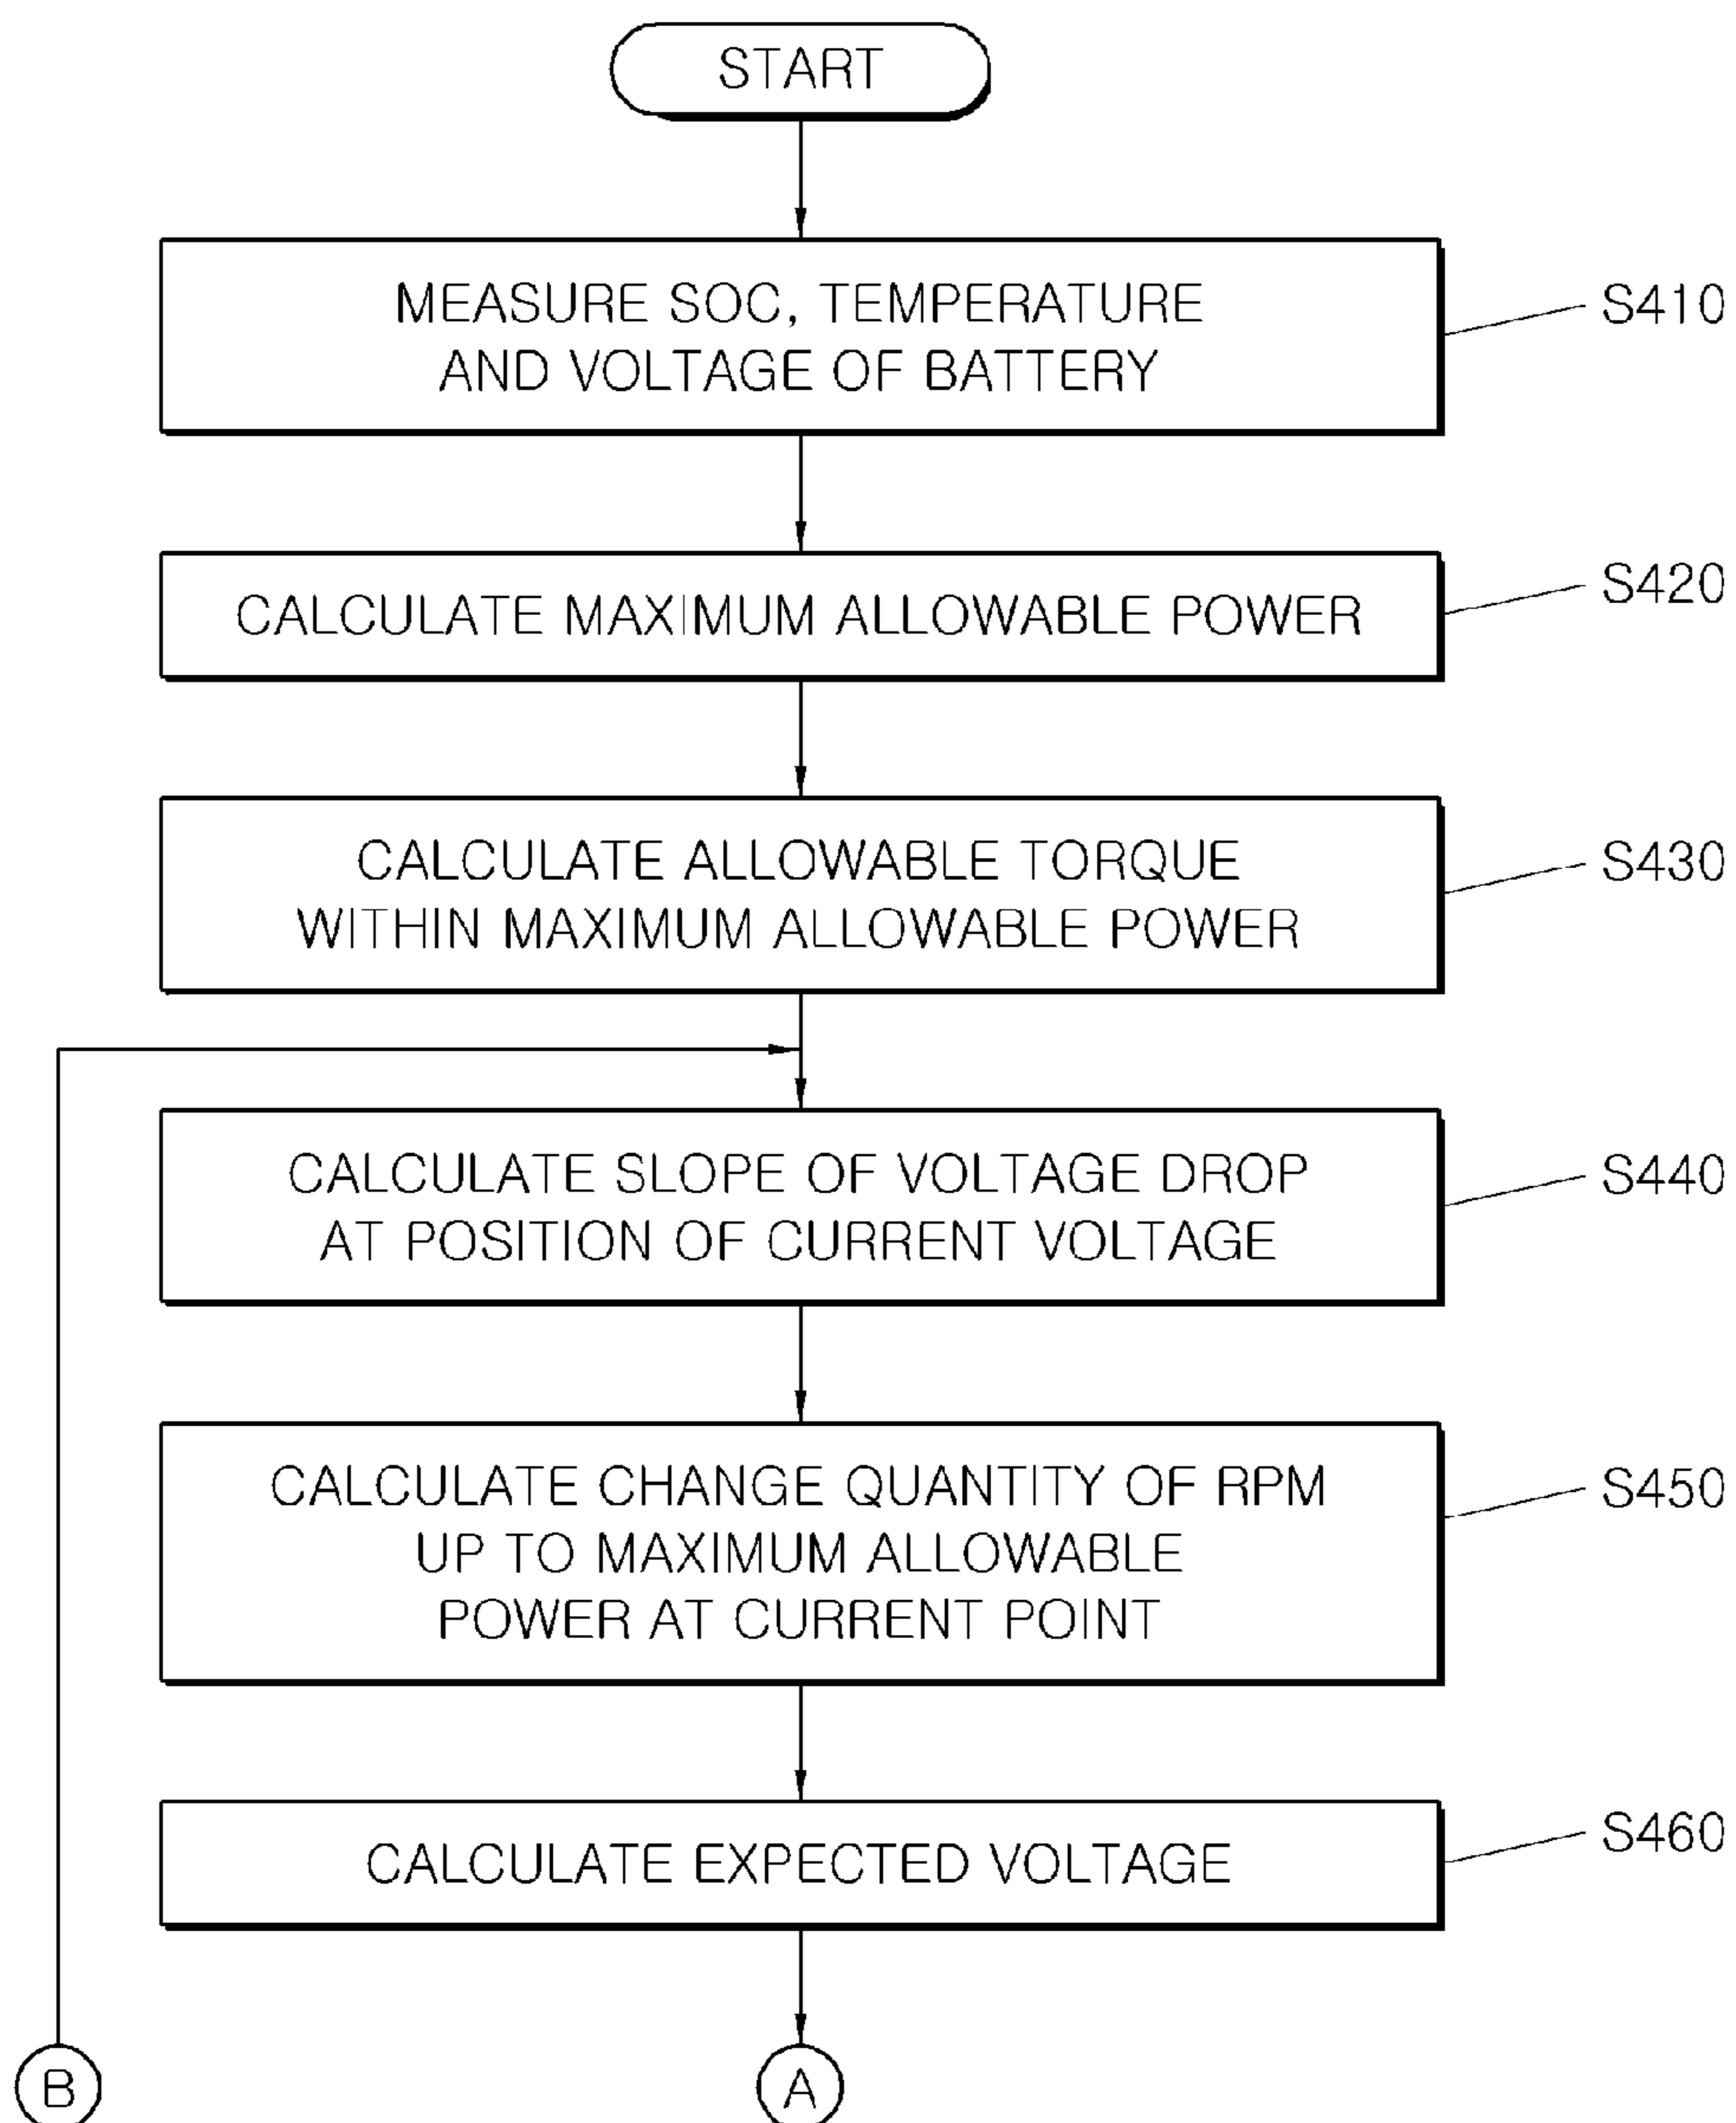 START
MEASURE SOC, TEMPERATURE
AND VOLTAGE OF BATTERY
S410
CALCULATE MAXIMUM ALLOWABLE POWER
S420
CALCULATE ALLOWABLE TORQUE
WITHIN MAXIMUM ALLOWABLE POWER
S430
CALCULATE SLOPE OF VOLTAGE DROP
AT POSITION OF CURRENT VOLTAGE
S440
CALCULATE CHANGE QUANTITY OF RPM
UP TO MAXIMUM ALLOWABLE
POWER AT CURRENT POINT
S450
CALCULATE EXPECTED VOLTAGE
S460
B
A